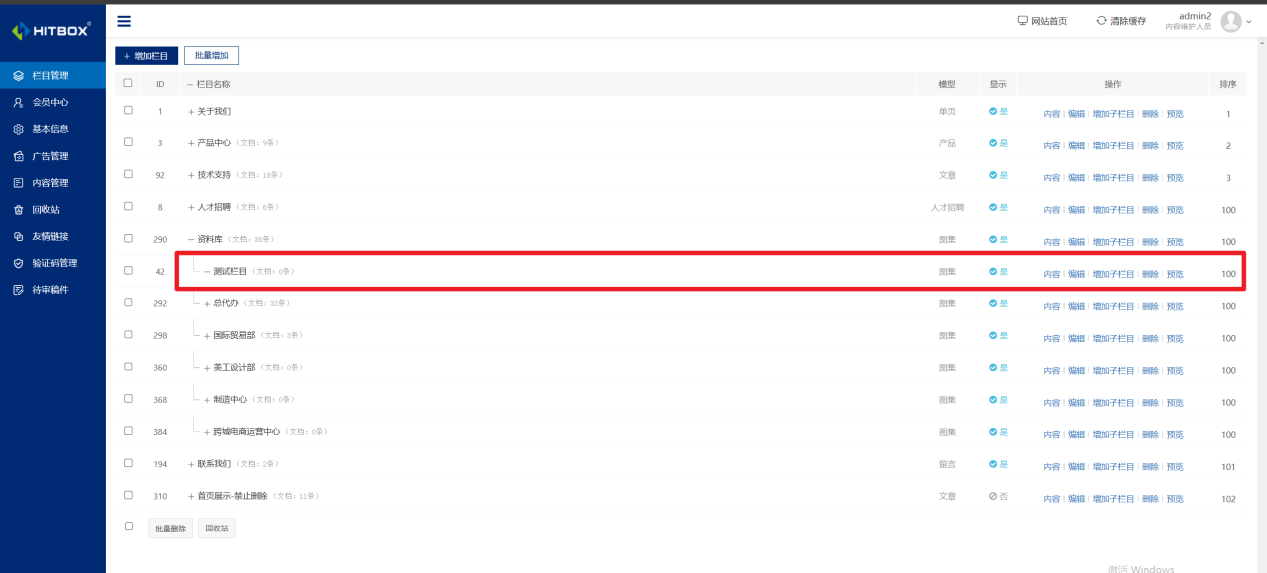 HITBOX®
网站首页 清除缓存 admin2
内容维护人员
栏目管理
会员中心
基本信息
广告管理
内容管理
回收站
友情链接
验证码管理
待审稿件
+ 增加栏目 批量增加
ID 栏目名称 模型 显示 操作 排序
1 关于我们 单页 是 内容 编辑 增加子栏目 删除 预览 1
3 产品中心 (文档: 9条) 产品 是 内容 编辑 增加子栏目 删除 预览 2
92 技术支持 (文档: 18条) 文章 是 内容 编辑 增加子栏目 删除 预览 3
8 人才招聘 (文档: 6条) 人才招聘 是 内容 编辑 增加子栏目 删除 预览 100
290 资料库 (文档: 36条) 图集 是 内容 编辑 增加子栏目 删除 预览 100
42 测试栏目 (文档: 0条) 图集 是 内容 编辑 增加子栏目 删除 预览 100
292 总代办 (文档: 33条) 图集 是 内容 编辑 增加子栏目 删除 预览 100
298 国际贸易部 (文档: 3条) 图集 是 内容 编辑 增加子栏目 删除 预览 100
360 美工设计部 (文档: 0条) 图集 是 内容 编辑 增加子栏目 删除 预览 100
368 制造中心 (文档: 0条) 图集 是 内容 编辑 增加子栏目 删除 预览 100
384 跨城电商运营中心 (文档: 0条) 图集 是 内容 编辑 增加子栏目 删除 预览 100
194 联系我们 (文档: 2条) 留言 是 内容 编辑 增加子栏目 删除 预览 101
310 首页展示-禁止删除 (文档: 11条) 文章 否 内容 编辑 增加子栏目 删除 预览 102
批量删除 回收站
激活 Windows